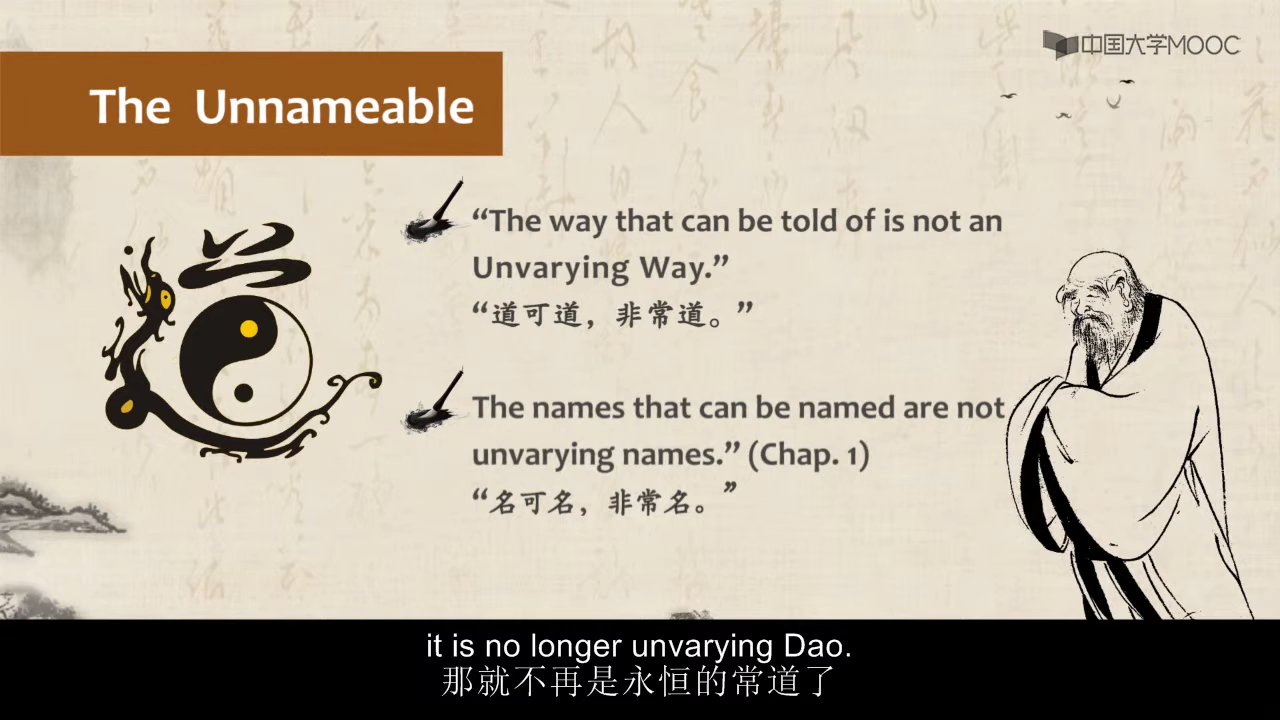 中国大学MOOC
The Unnameable
“The way that can be told of is not an
Unvarying Way.”
“道可道，非常道。”
The names that can be named are not
unvarying names.” (Chap. 1)
“名可名，非常名。”
it is no longer unvarying Dao.
那就不再是永恒的常道了